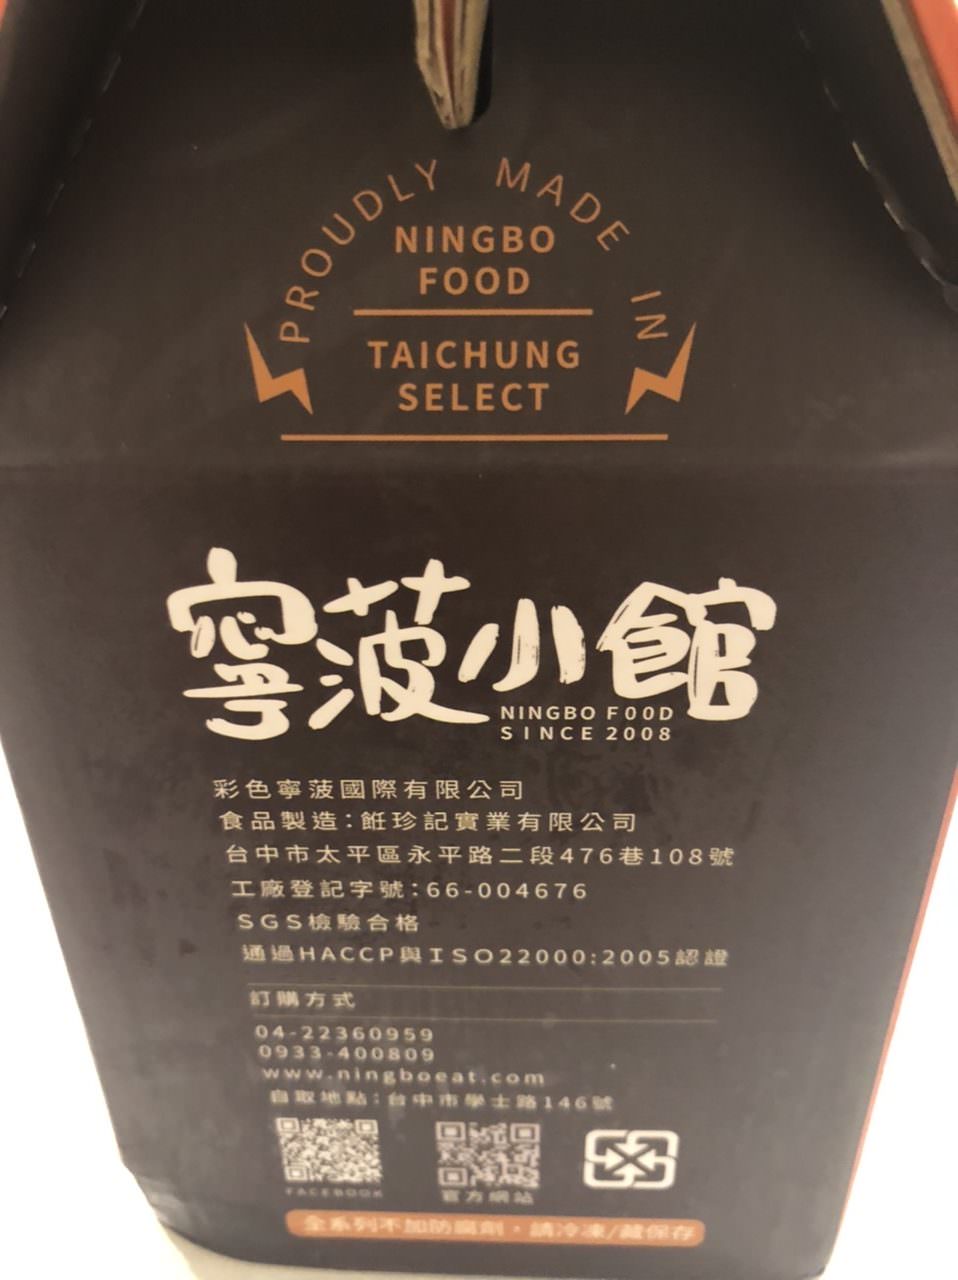 PROUDLY MADE IN
NINGBO
FOOD
TAICHUNG
SELECT
寧菠小館
NINGBO FOOD
SINCE 2008
彩色寧菠國際有限公司
食品製造：飪珍記實業有限公司
台中市太平區永平路二段476巷108號
工廠登記字號：66-004676
SGS檢驗合格
通過HACCP與ISO22000:2005認證
訂購方式
04-22360959
0933-400809
www.ningboeat.com
自取地點：台中市學士路146號
FACEBOOK
官方網站
全系列不加防腐劑，請冷凍/藏保存